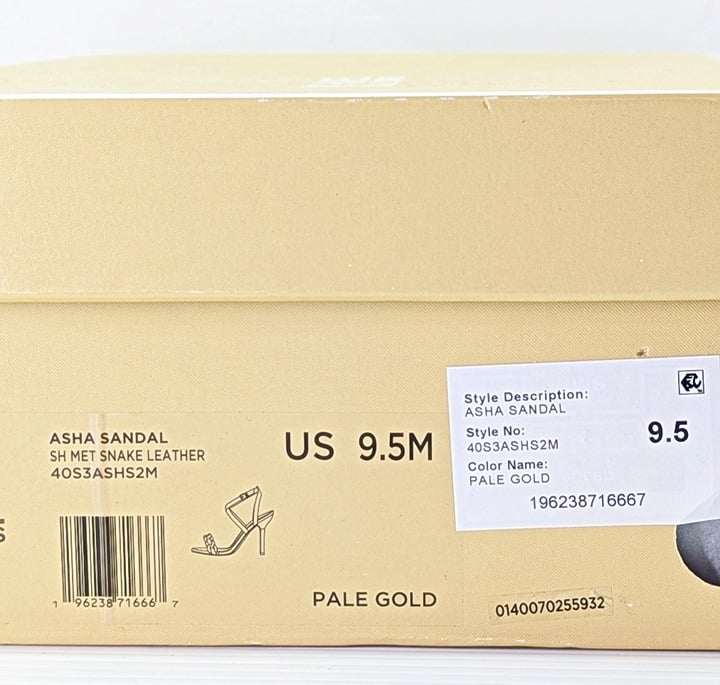 ASHA SANDAL
SH MET SNAKE LEATHER
40S3ASHS2M
1 96238 71666 7
US 9.5M
PALE GOLD
Style Description:
ASHA SANDAL
Style No:
40S3ASHS2M
9.5
Color Name:
PALE GOLD
196238716667
0140070255932